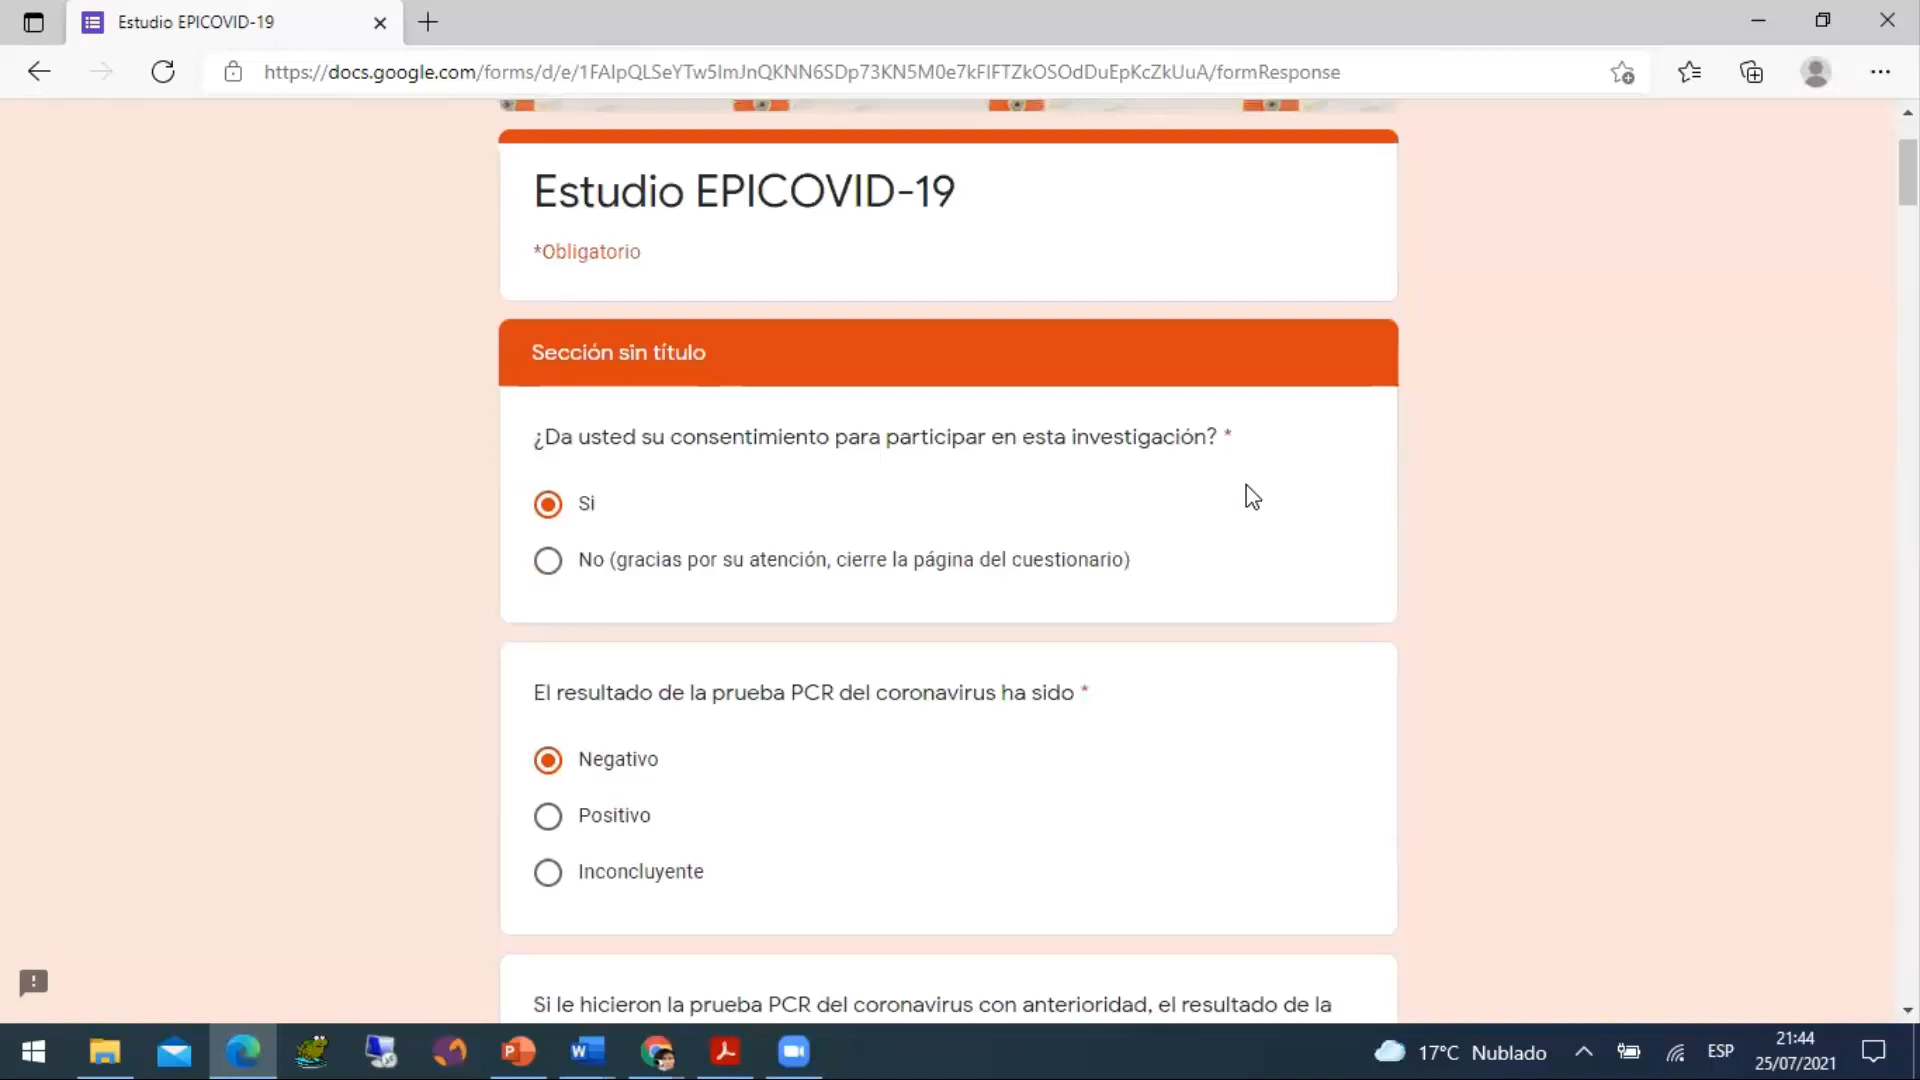 Estudio EPICOVID-19
https://docs.google.com/forms/d/e/1FAIpQLSeYTw5ImJnQKNN6SDp73KN5M0e7kFIFTZkOSOdDuEpKcZkUuA/formResponse
Estudio EPICOVID-19
*Obligatorio
Sección sin título
¿Da usted su consentimiento para participar en esta investigación? *
Si
No (gracias por su atención, cierre la página del cuestionario)
El resultado de la prueba PCR del coronavirus ha sido *
Negativo
Positivo
Inconcluyente
Si le hicieron la prueba PCR del coronavirus con anterioridad, el resultado de la
17°C Nublado
ESP
21:44
25/07/2021